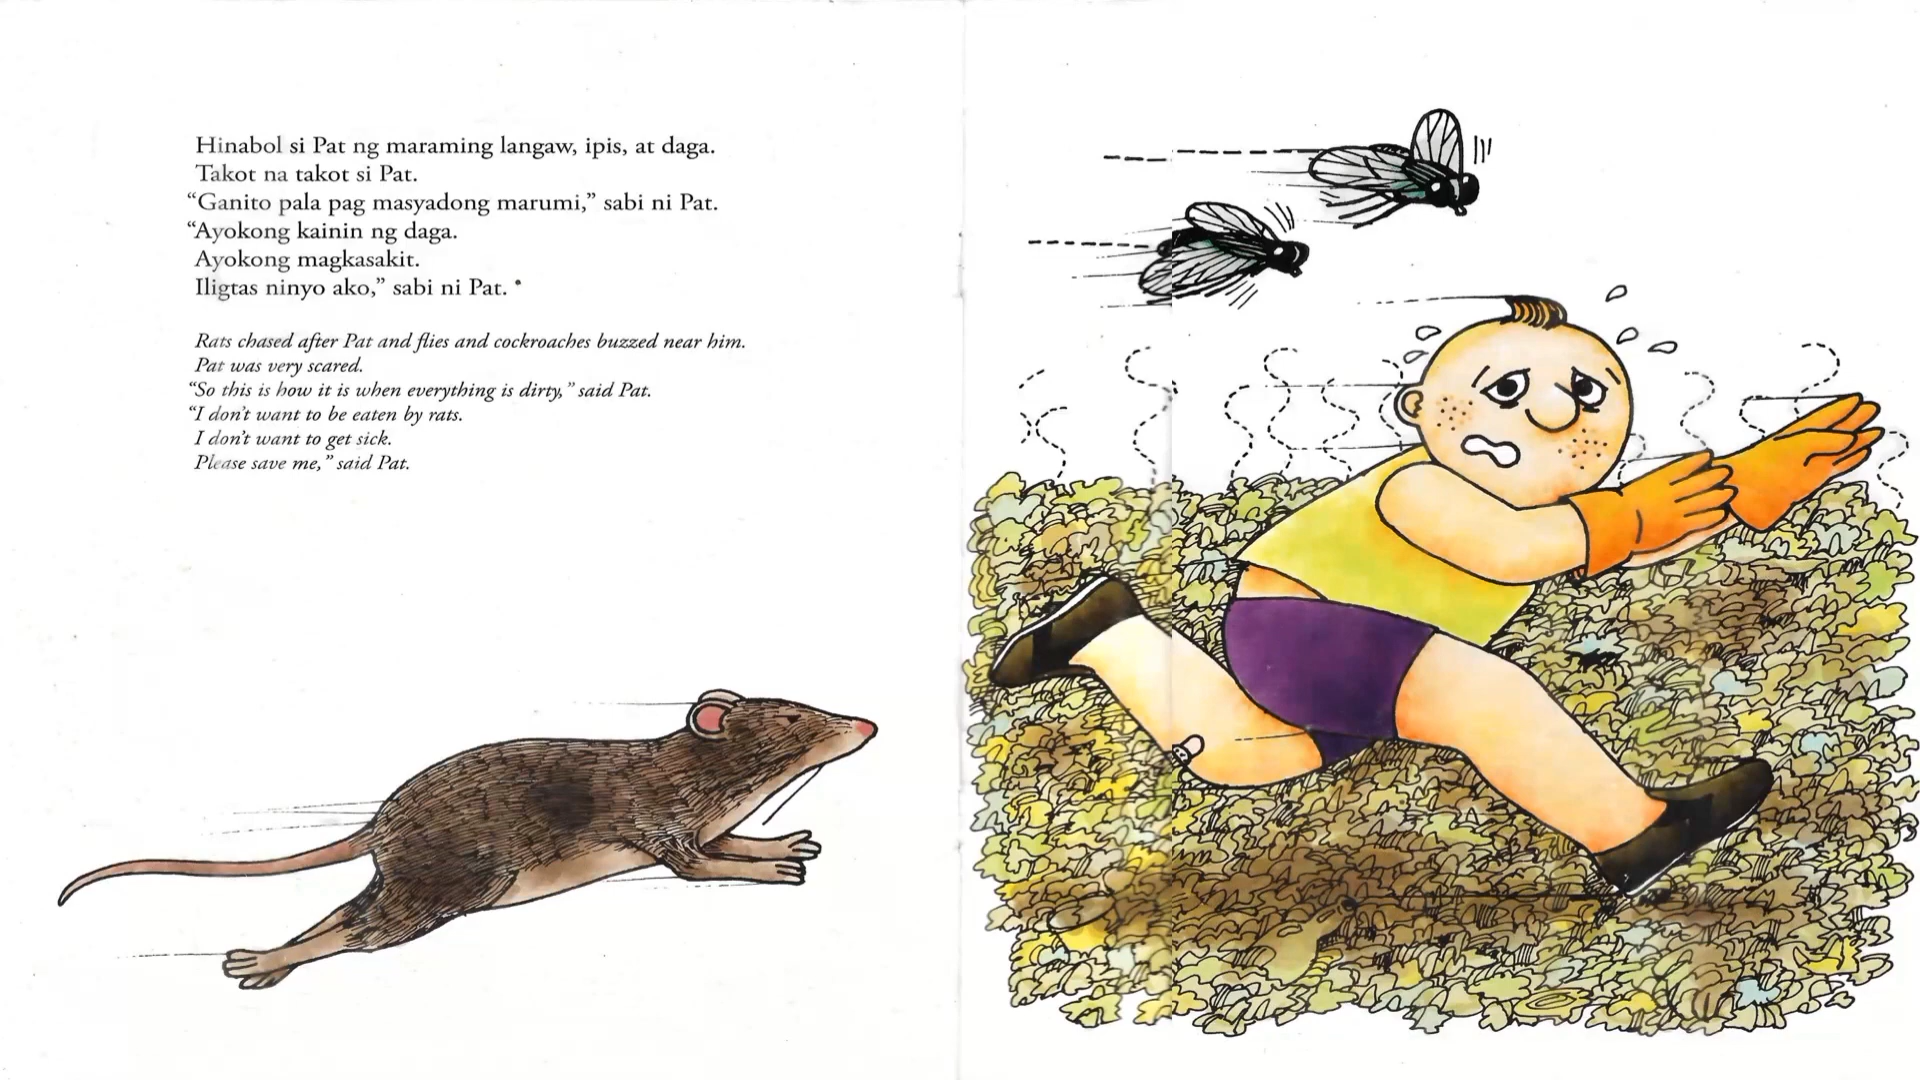 Hinabol si Pat ng maraming langaw, ipis, at daga.
Takot na takot si Pat.
“Ganito pala pag masyadong marumi,” sabi ni Pat.
“Ayokong kainin ng daga.
Ayokong magkasakit.
Iligtas ninyo ako,” sabi ni Pat.
Rats chased after Pat and flies and cockroaches buzzed near him.
Pat was very scared.
“So this is how it is when everything is dirty,” said Pat.
“I don’t want to be eaten by rats.
I don’t want to get sick.
Please save me,” said Pat.